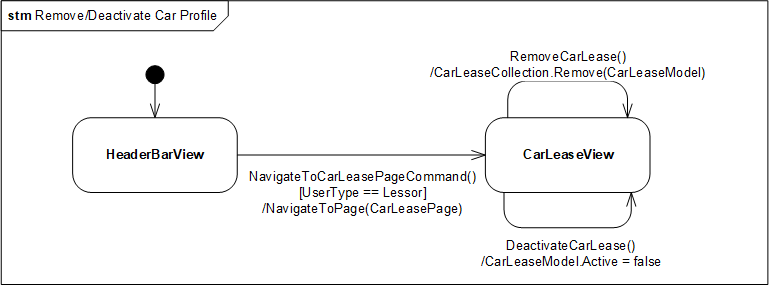 stm Remove/Deactivate Car Profile
RemoveCarLease()
/CarLeaseCollection.Remove(CarLeaseModel)
HeaderBarView
CarLeaseView
NavigateToCarLeasePageCommand()
[UserType == Lessor]
/NavigateToPage(CarLeasePage)
DeactivateCarLease()
/CarLeaseModel.Active = false